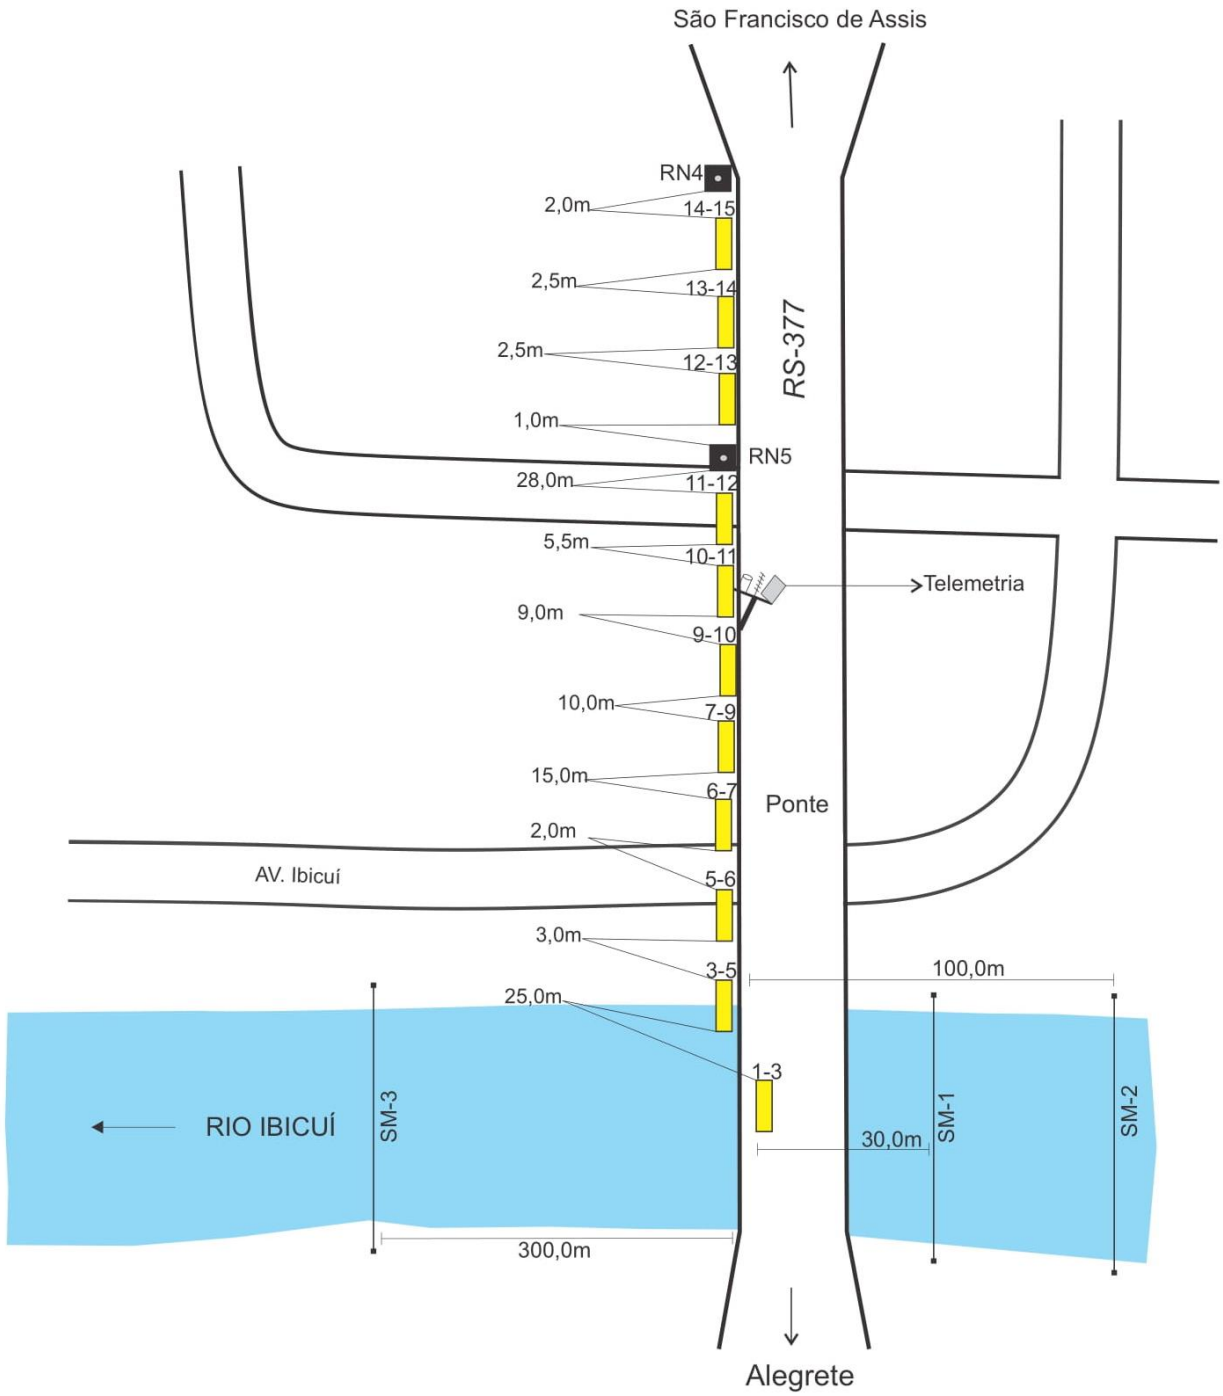 São Francisco de Assis
RN4
2,0m
14-15
2,5m
13-14
RS-377
2,5m
12-13
1,0m
RN5
28,0m
11-12
5,5m
10-11
Telemetria
9,0m
9-10
10,0m
7-9
15,0m
6-7
Ponte
2,0m
AV. Ibicuí
5-6
3,0m
3-5
100,0m
25,0m
1-3
SM-3
SM-1
SM-2
RIO IBICUÍ
30,0m
300,0m
Alegrete